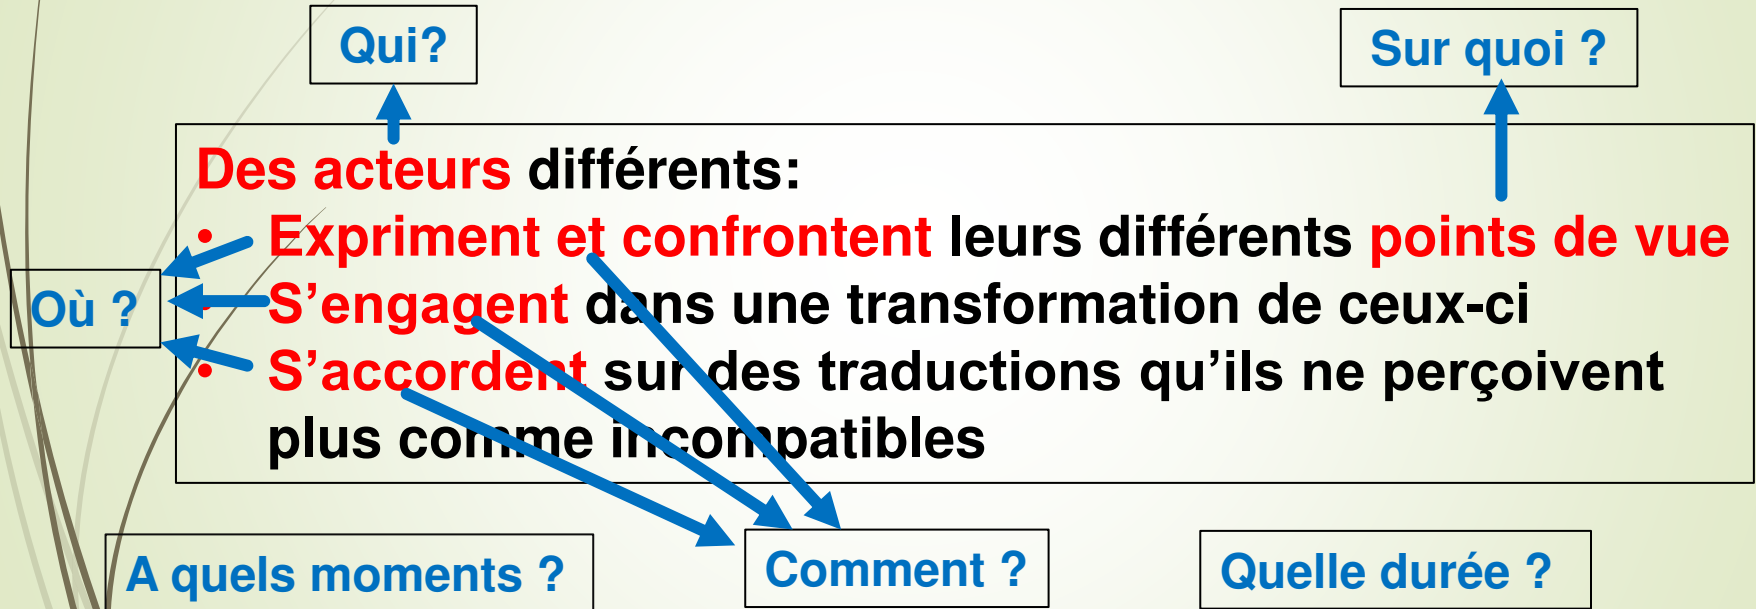 Qui?
Sur quoi ?
Des acteurs différents:
• Expriment et confrontent leurs différents points de vue
Où ?
• S’engagent dans une transformation de ceux-ci
• S’accordent sur des traductions qu’ils ne perçoivent
plus comme incompatibles
A quels moments ?
Comment ?
Quelle durée ?